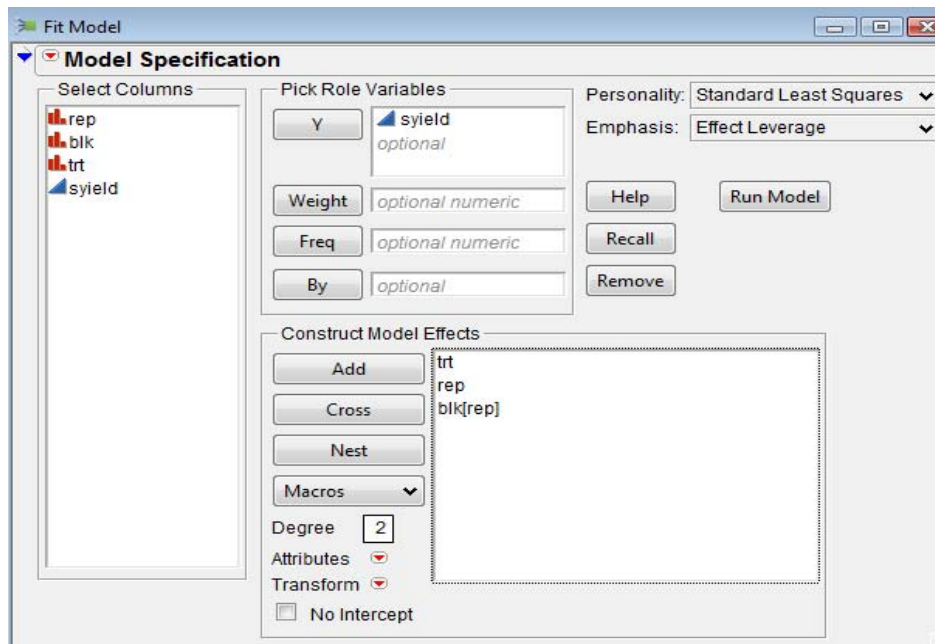 Fit Model
Model Specification
Select Columns
rep
blk
trt
syield
Pick Role Variables
Y
syield
optional
Weight
optional numeric
Freq
optional numeric
By
optional
Personality: Standard Least Squares
Emphasis: Effect Leverage
Help
Run Model
Recall
Remove
Construct Model Effects
Add
Cross
Nest
Macros
Degree 2
Attributes
Transform
No Intercept
trt
rep
blk[rep]